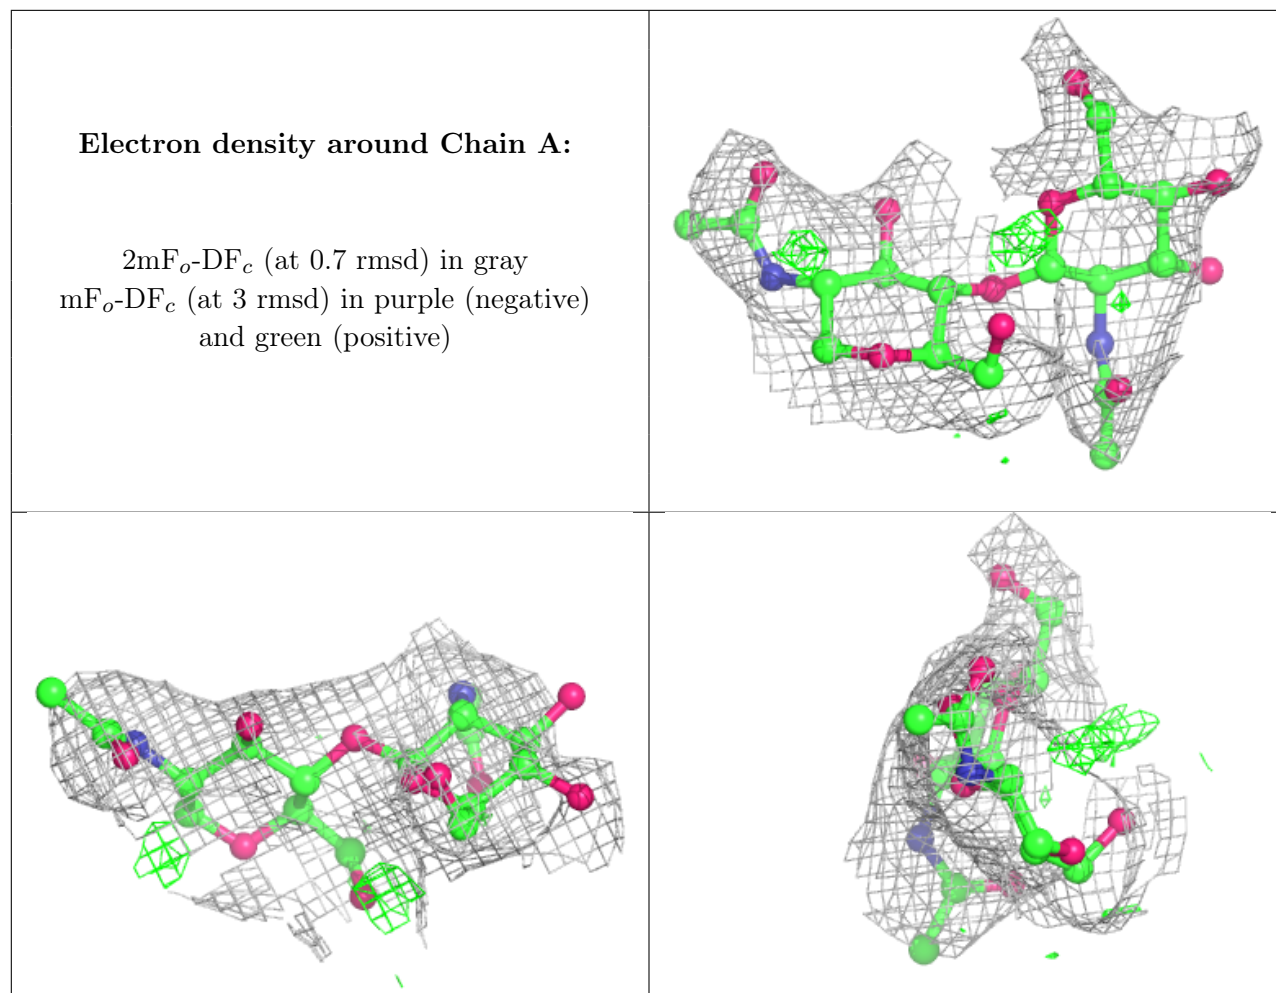 Electron density around Chain A:
2mFₒ-DF𝑐 (at 0.7 rmsd) in gray
mFₒ-DF𝑐 (at 3 rmsd) in purple (negative)
and green (positive)